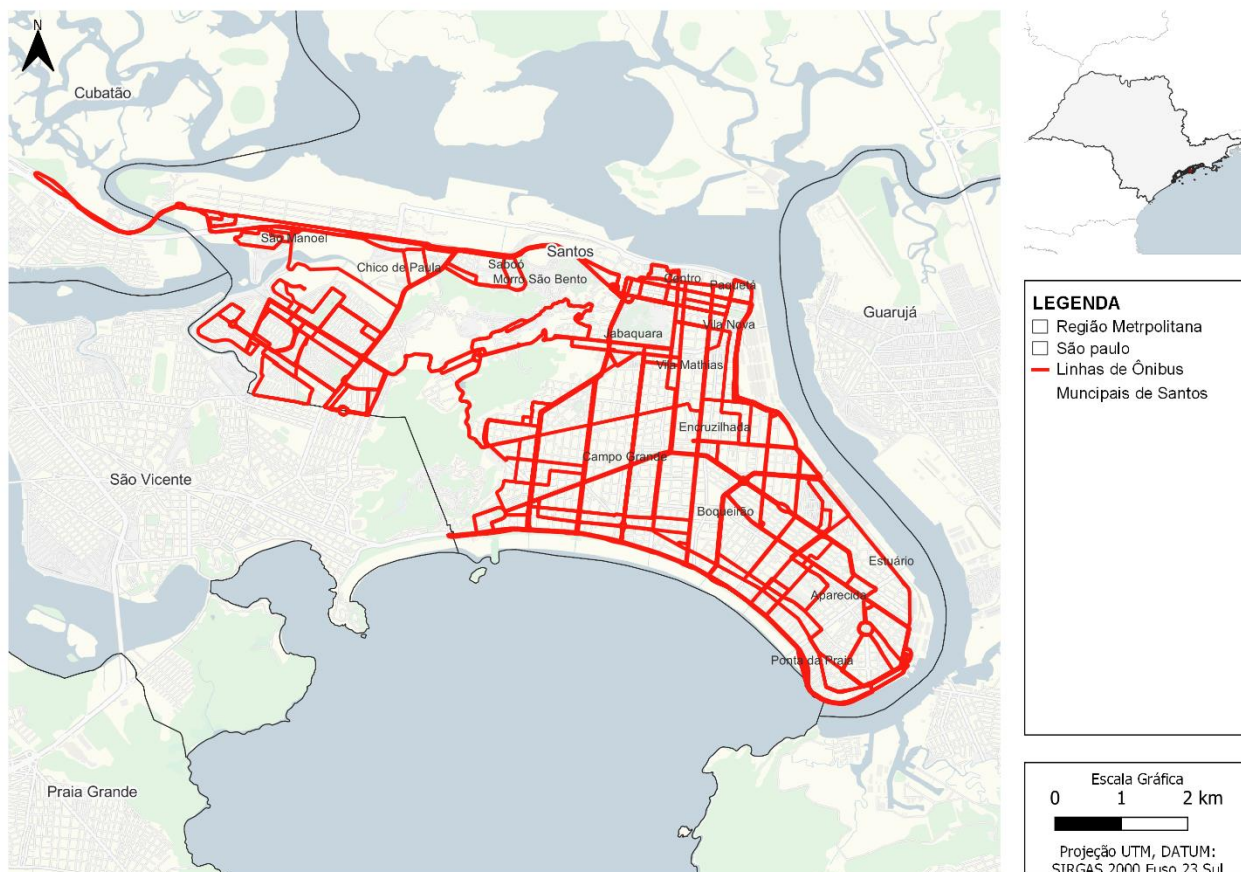 N
Cubatão
São Manoel
Santos
Chico de Paula
Saboó
Morro São Bento
Centro
Paquetá
Guarujá
Jabaquara
Vila Nova
Vila Mathias
Encruzilhada
Campo Grande
São Vicente
Boqueirão
Estuário
Aparecida
Ponta da Praia
Praia Grande
LEGENDA
Região Metrpolitana
São paulo
Linhas de Ônibus
Muncipais de Santos
Escala Gráfica
0 1 2 km
Projeção UTM, DATUM:
SIRGAS 2000 Fuso 23 Sul